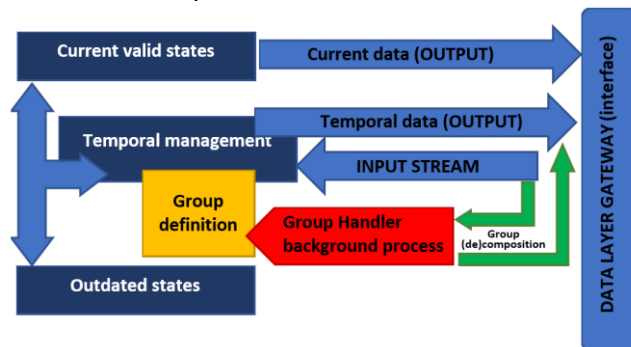 Current valid states
Current data (OUTPUT)
Temporal data (OUTPUT)
Temporal management
INPUT STREAM
Group
definition
Group Handler
background process
Group
(de)composition
Outdated states
DATA LAYER GATEWAY (interface)